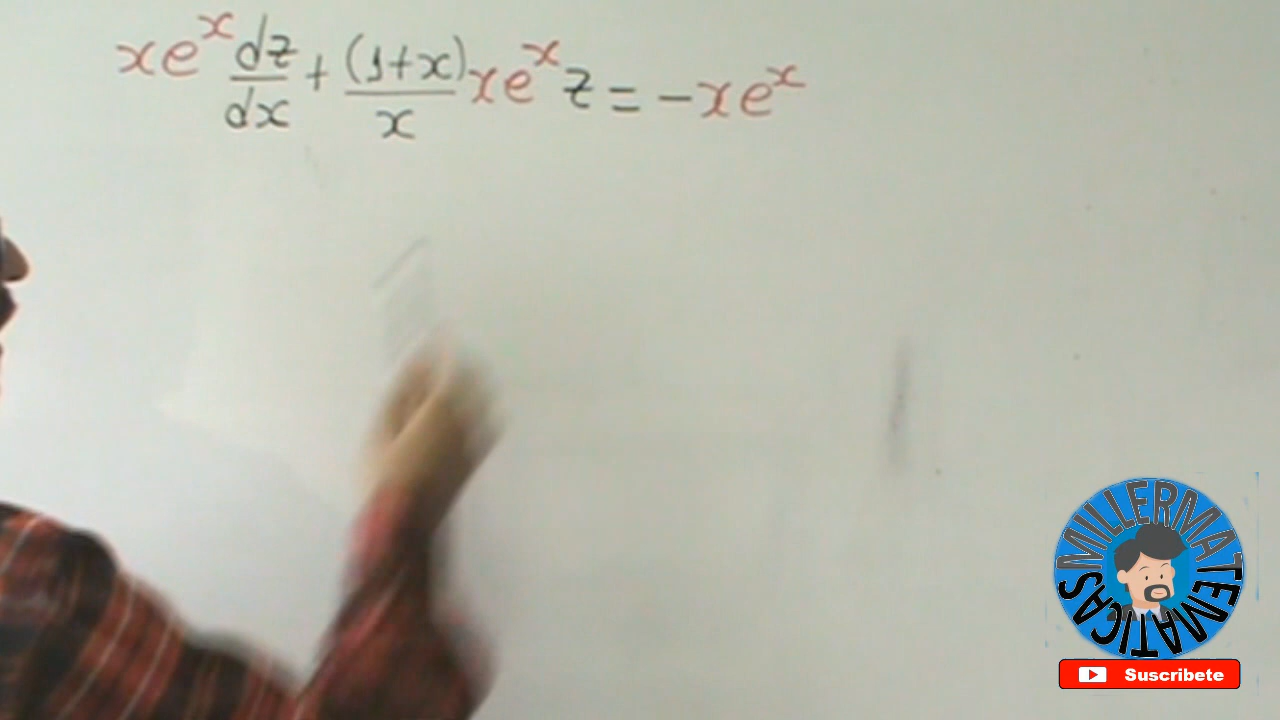 xe^x dz/dx + (1+x)/x xe^x z = -xe^x
MILLERMATEMATICAS
Suscribete